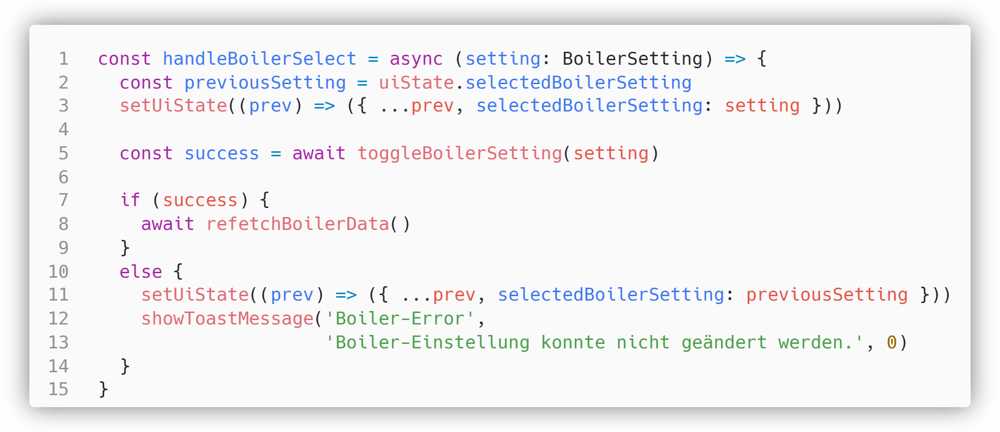 1 const handleBoilerSelect = async (setting: BoilerSetting) => {
2   const previousSetting = uiState.selectedBoilerSetting
3   setUiState((prev) => ({ ...prev, selectedBoilerSetting: setting }))
4
5   const success = await toggleBoilerSetting(setting)
6
7   if (success) {
8     await refetchBoilerData()
9   }
10   else {
11     setUiState((prev) => ({ ...prev, selectedBoilerSetting: previousSetting }))
12     showToastMessage('Boiler-Error',
13                      'Boiler-Einstellung konnte nicht geändert werden.', 0)
14   }
15 }